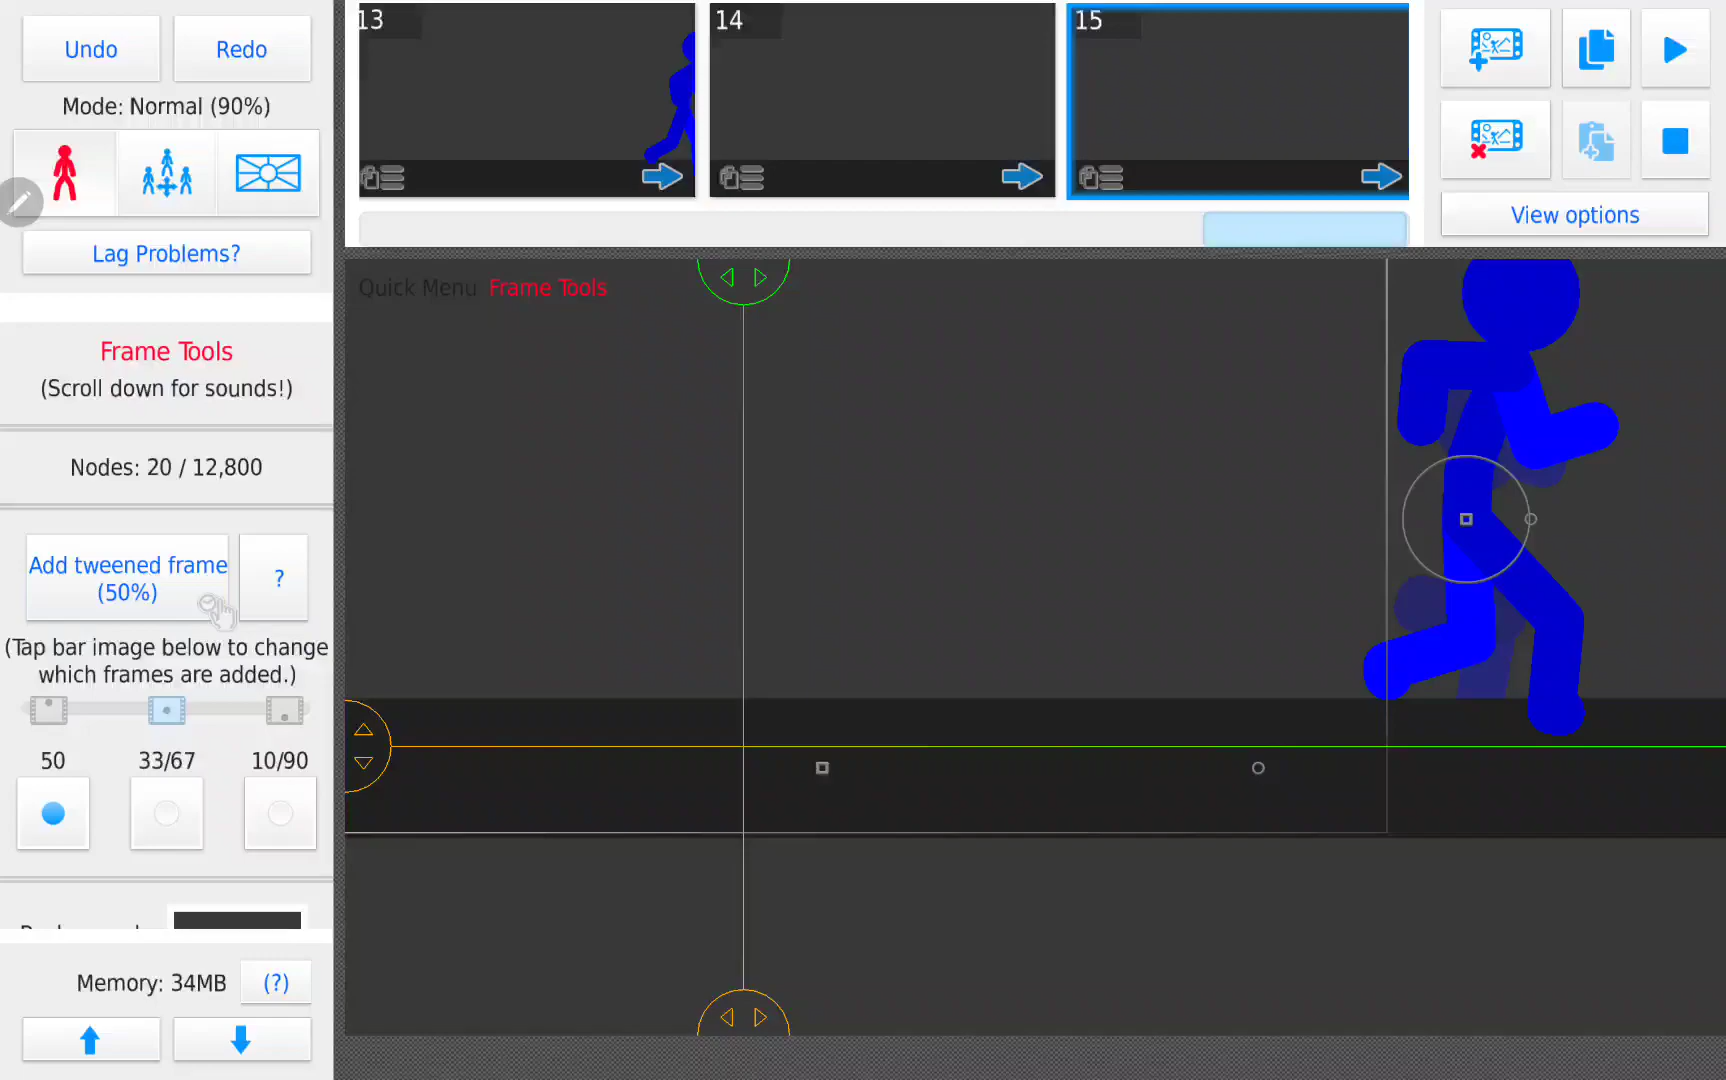 Undo
Redo
Mode: Normal (90%)
Lag Problems?
Frame Tools
(Scroll down for sounds!)
Nodes: 20 / 12,800
Add tweened frame
(50%)
?
(Tap bar image below to change
which frames are added.)
50
33/67
10/90
Memory: 34MB
(?)
13
14
15
View options
Quick Menu
Frame Tools